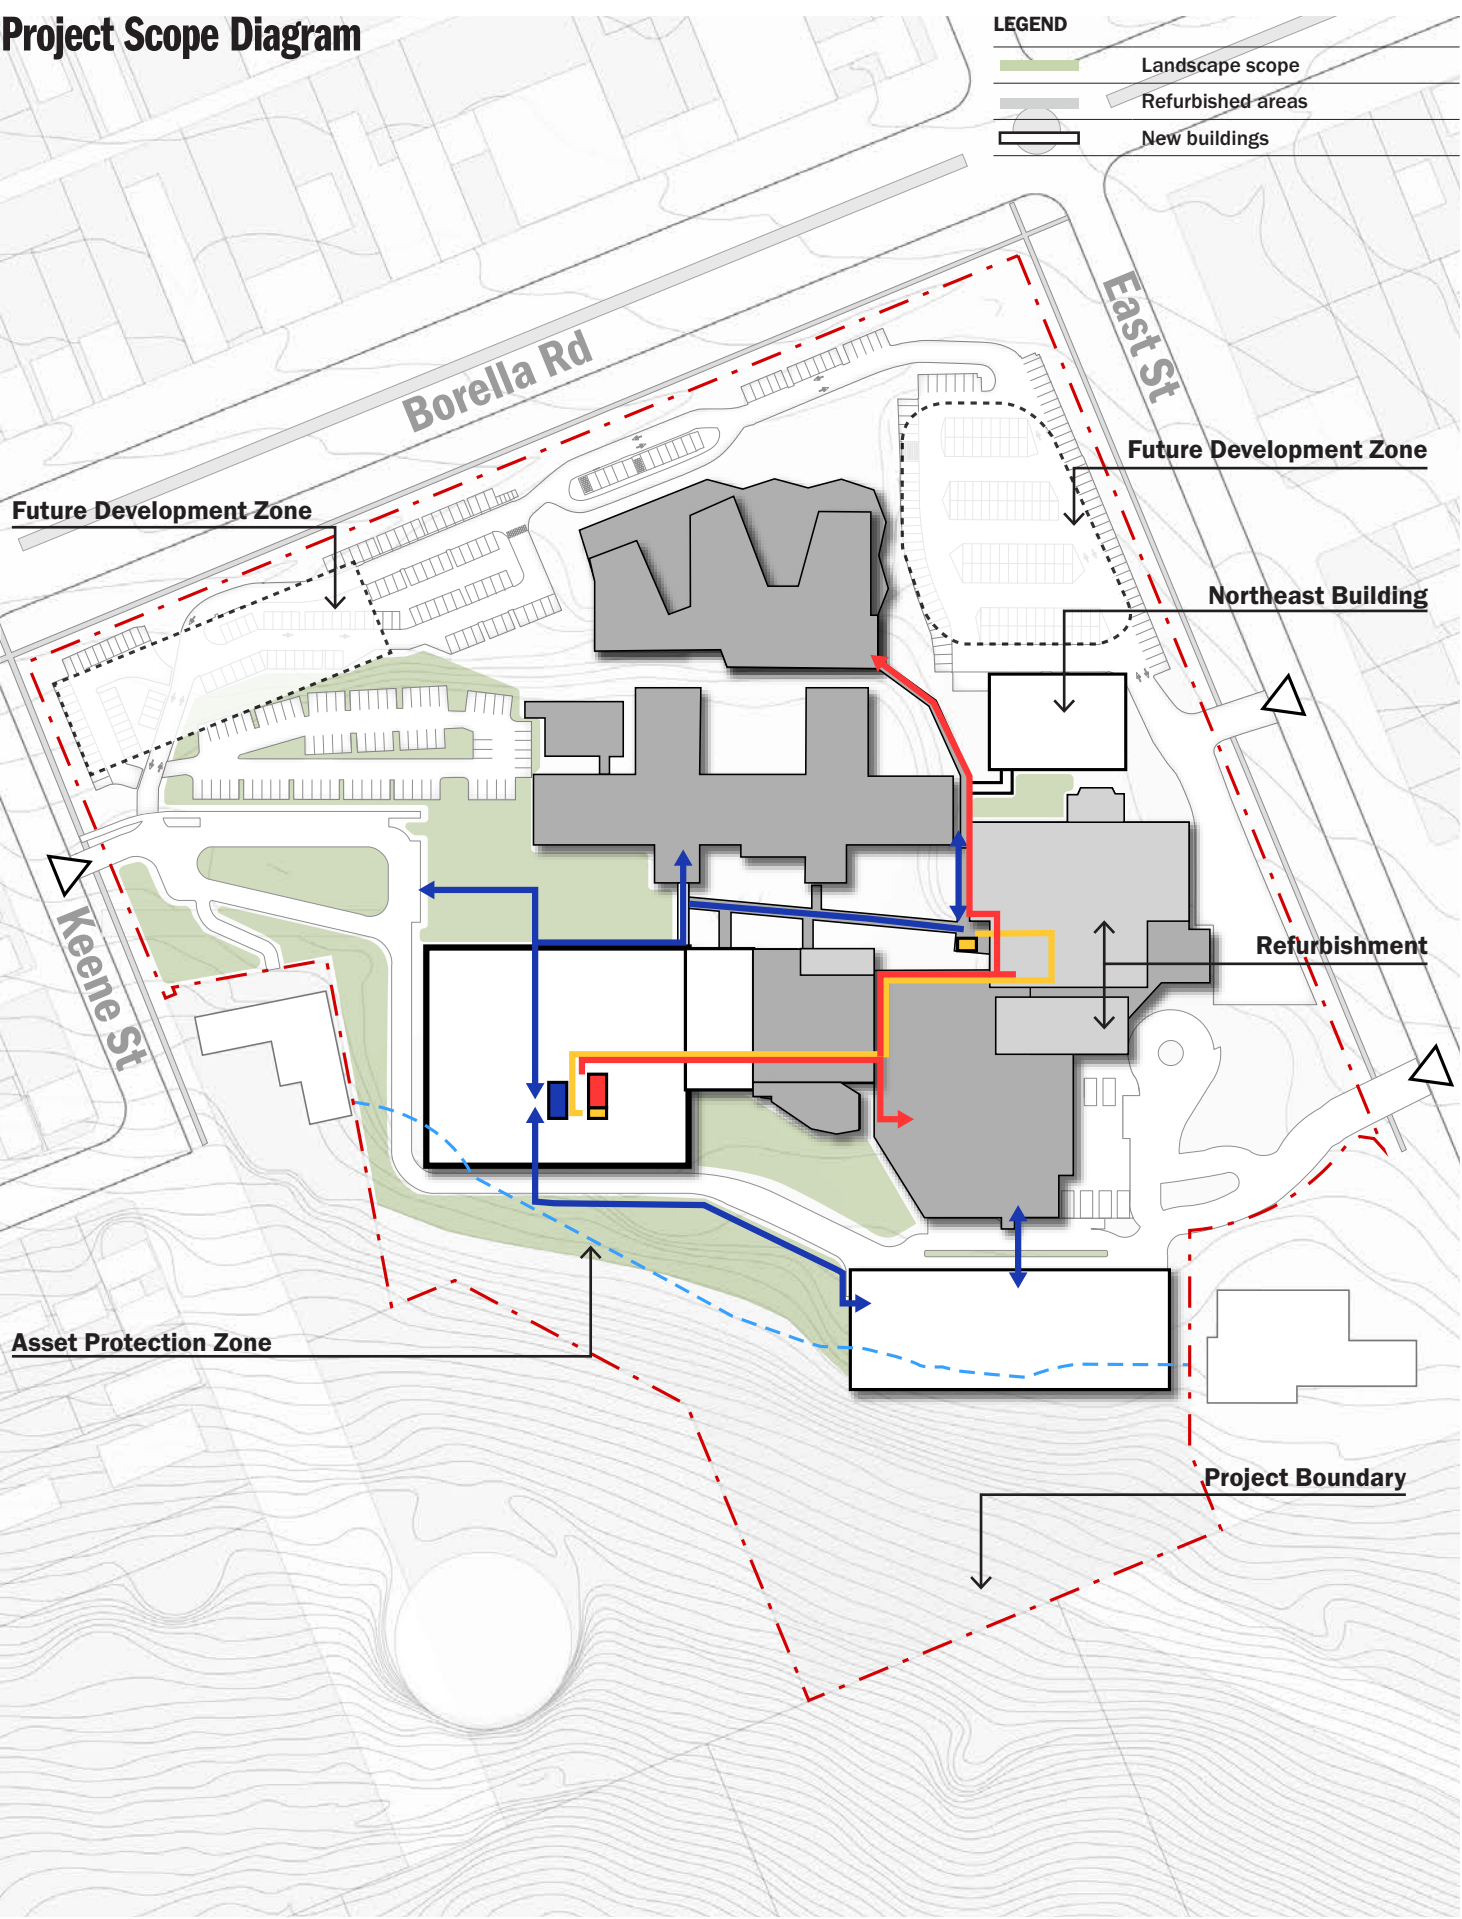 Project Scope Diagram
LEGEND
Landscape scope
Refurbished areas
New buildings
Borella Rd
East St
Future Development Zone
Future Development Zone
Northeast Building
Keene St
Refurbishment
Asset Protection Zone
Project Boundary